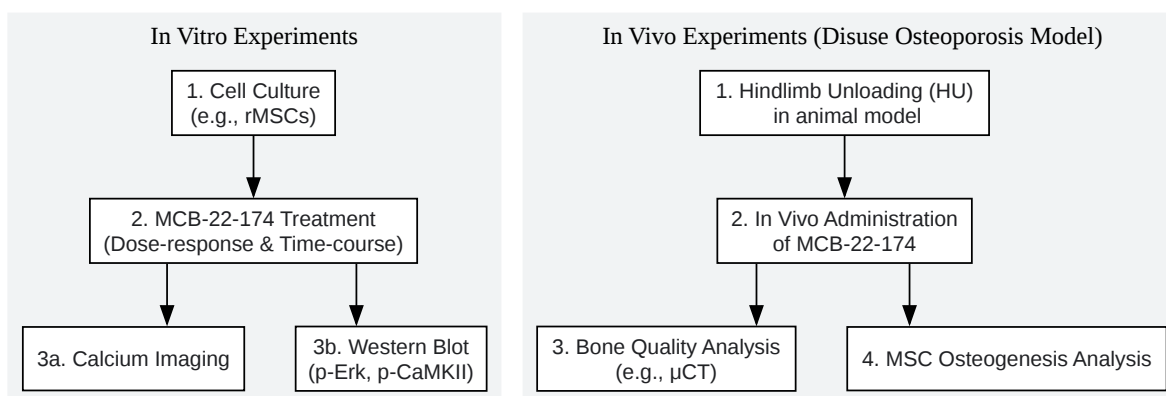 In Vitro Experiments
1. Cell Culture
(e.g., rMSCs)
2. MCB-22-174 Treatment
(Dose-response & Time-course)
3a. Calcium Imaging
3b. Western Blot
(p-Erk, p-CaMKII)
In Vivo Experiments (Disuse Osteoporosis Model)
1. Hindlimb Unloading (HU)
in animal model
2. In Vivo Administration
of MCB-22-174
3. Bone Quality Analysis
(e.g., μCT)
4. MSC Osteogenesis Analysis